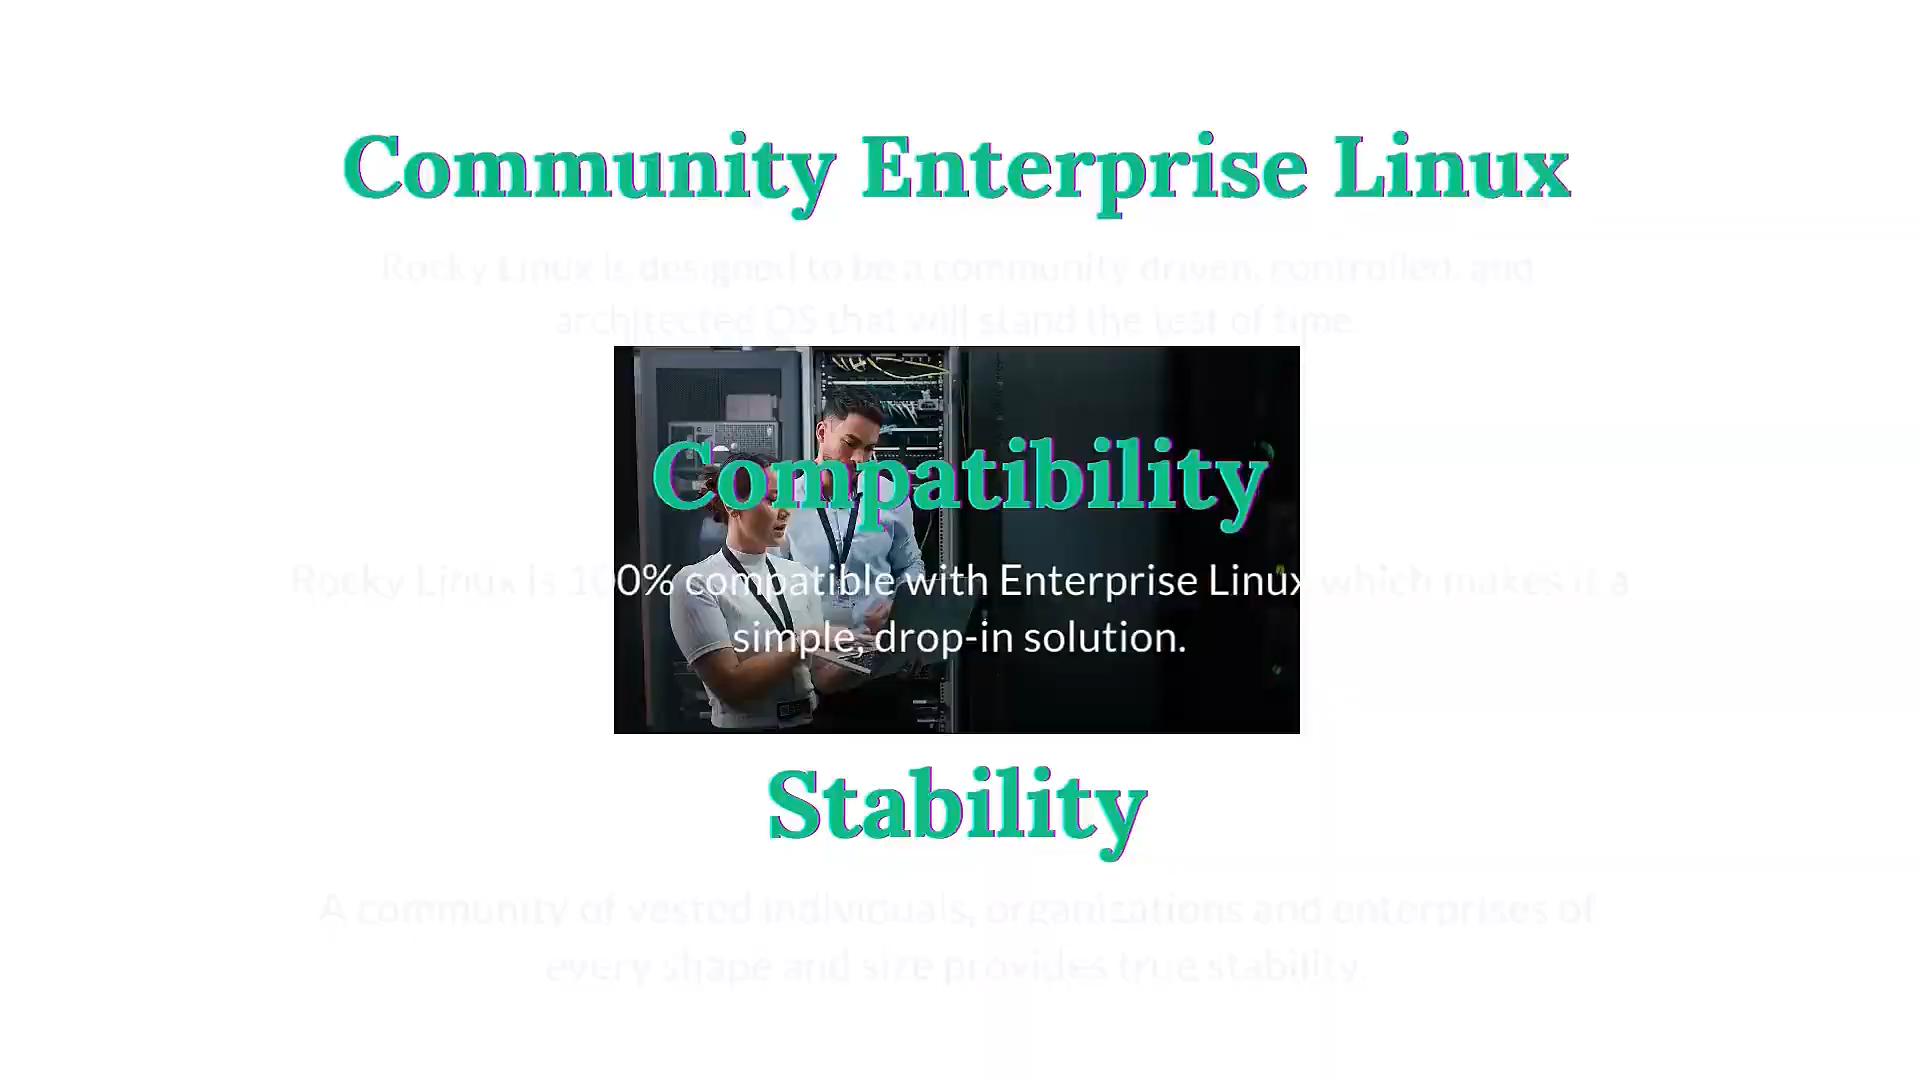 Community Enterprise Linux
Rocky Linux is designed to be a community driven, controlled, and
architected OS that will stand the test of time.
Compatibility
Rocky Linux is 100% compatible with Enterprise Linux which makes it a
simple, drop-in solution.
Stability
A community of vested individuals, organizations and enterprises of
every shape and size provides true stability.